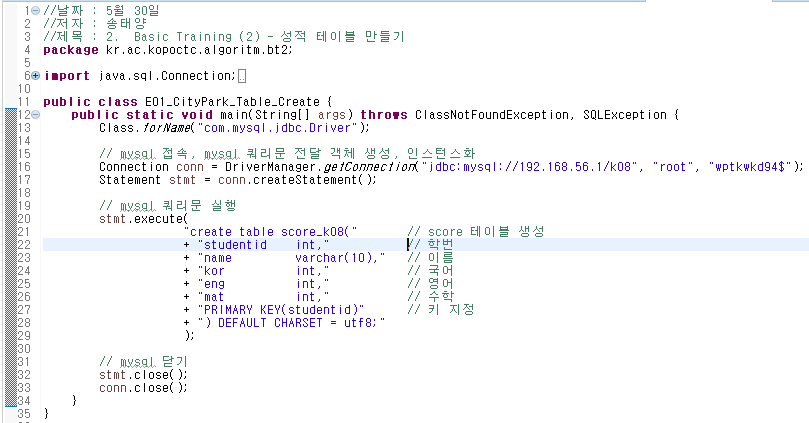 1 //날짜 : 5월 30일
2 //저자 : 송태양
3 //제목 : 2.  Basic Training (2) - 성적 테이블 만들기
4 package kr.ac.kopoctc.algoritm.bt2;
5
6 import java.sql.Connection;
10
11 public class E01_CityPark_Table_Create {
12     public static void main(String[] args) throws ClassNotFoundException, SQLException {
13         Class.forName("com.mysql.jdbc.Driver");
14
15         // mysql 접속, mysql 쿼리문 전달 객체 생성, 인스턴스화
16         Connection conn = DriverManager.getConnection("jdbc:mysql://192.168.56.1/k08", "root", "wptkwkd94$");
17         Statement stmt = conn.createStatement();
18
19         // mysql 쿼리문 실행
20         stmt.execute(
21                 "create table score_k08("       // score 테이블 생성
22                 + "studentid    int,"           // 학번
23                 + "name         varchar(10),"   // 이름
24                 + "kor          int,"           // 국어
25                 + "eng          int,"           // 영어
26                 + "mat          int,"           // 수학
27                 + "PRIMARY KEY(studentid)"      // 키 지정
28                 + ") DEFAULT CHARSET = utf8;"
29                 );
30
31         // mysql 닫기
32         stmt.close();
33         conn.close();
34     }
35 }